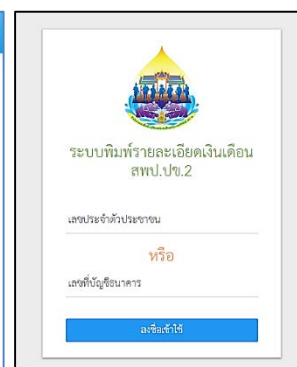 ระบบพิมพ์รายละเอียดเงินเดือน
สพป.ปข.2
เลขประจำตัวประชาชน
หรือ
เลขที่บัญชีธนาคาร
ลงชื่อเข้าใช้